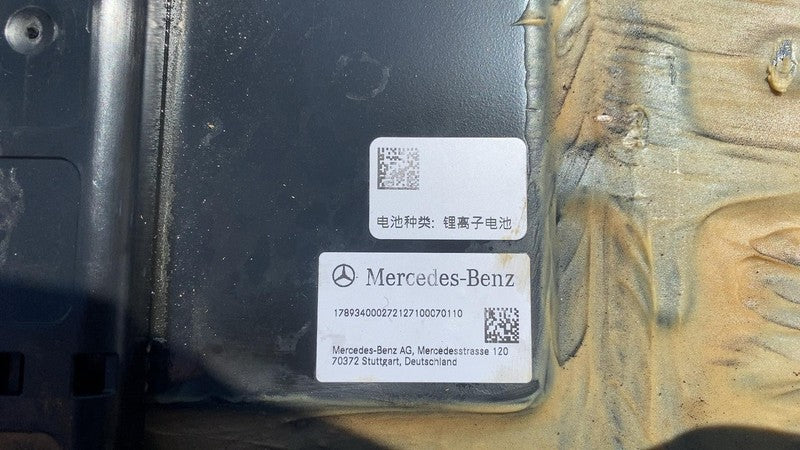 电池种类: 锂离子电池
Mercedes-Benz
178934000272127100070110
Mercedes-Benz AG, Mercedesstrasse 120
70372 Stuttgart, Deutschland